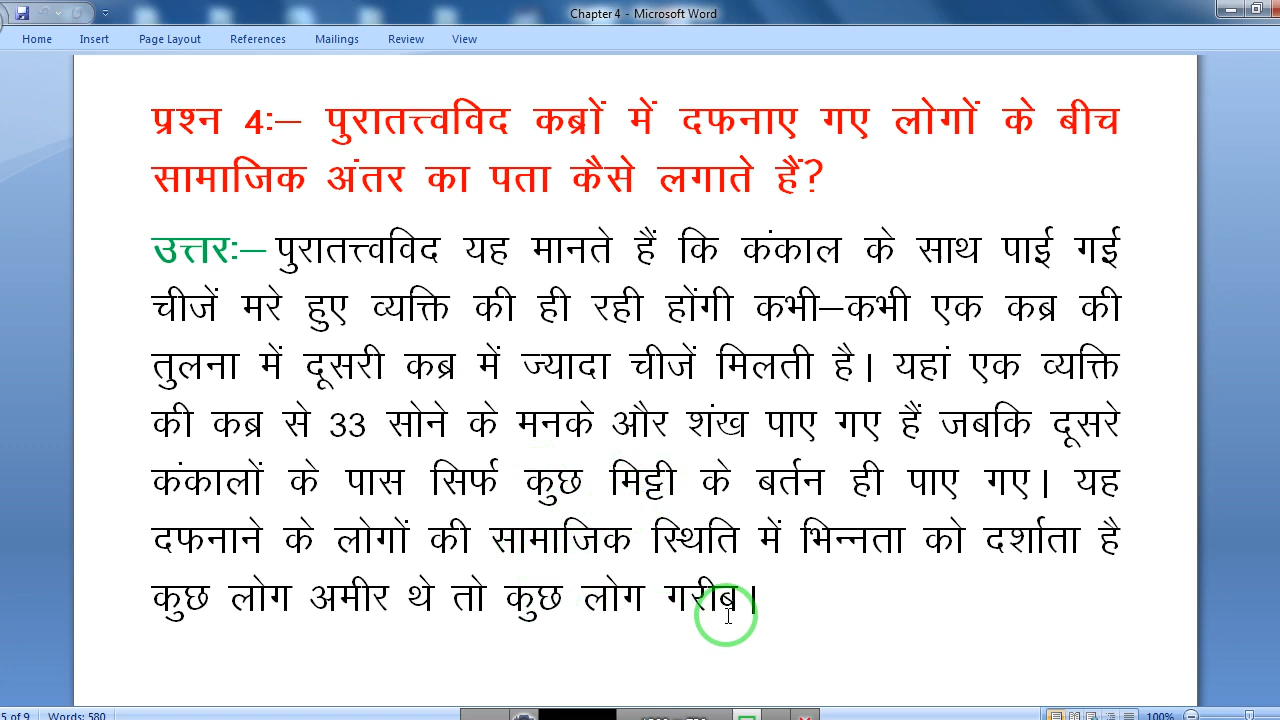 Chapter 4 - Microsoft Word
Home Insert Page Layout References Mailings Review View
प्रश्न 4:– पुरातत्त्वविद कब्रों में दफनाए गए लोगों के बीच
सामाजिक अंतर का पता कैसे लगाते हैं?
उत्तर:– पुरातत्त्वविद यह मानते हैं कि कंकाल के साथ पाई गई
चीजें मरे हुए व्यक्ति की ही रही होंगी कभी–कभी एक कब्र की
तुलना में दूसरी कब्र में ज्यादा चीजें मिलती है। यहां एक व्यक्ति
की कब्र से 33 सोने के मनके और शंख पाए गए हैं जबकि दूसरे
कंकालों के पास सिर्फ कुछ मिट्टी के बर्तन ही पाए गए। यह
दफनाने के लोगों की सामाजिक स्थिति में भिन्नता को दर्शाता है
कुछ लोग अमीर थे तो कुछ लोग गरीब।
5 of 9 Words: 580 100%